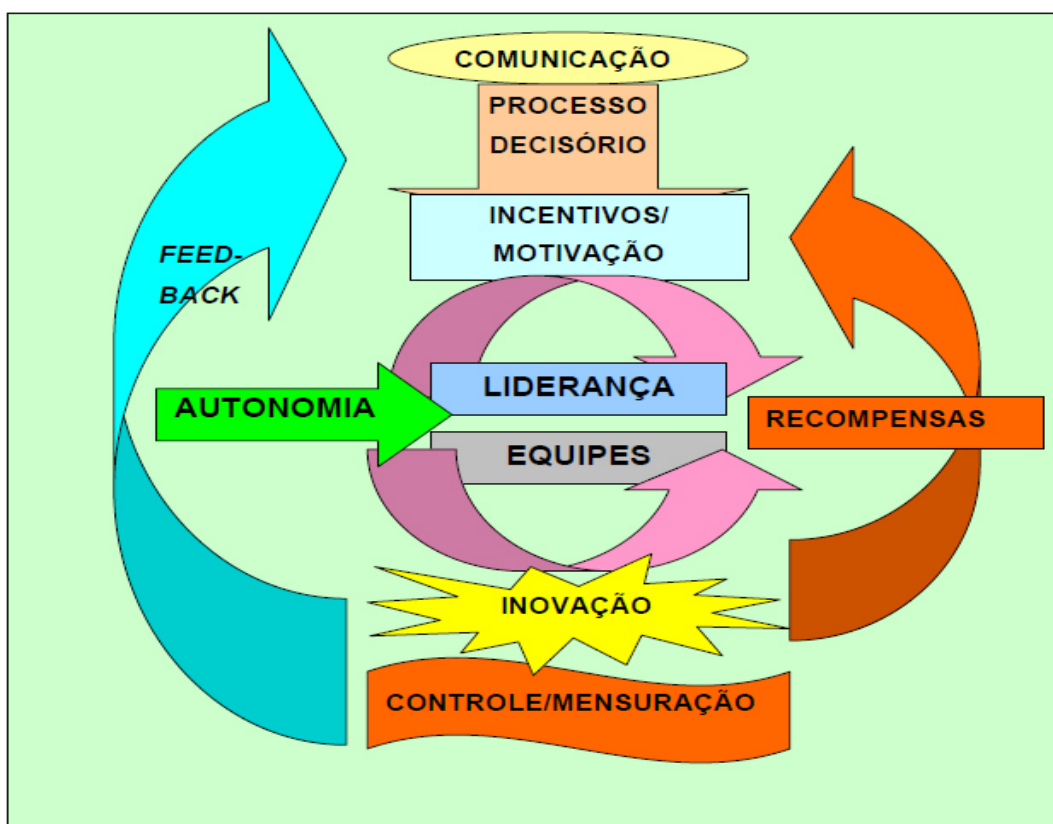 COMUNICAÇÃO
PROCESSO
DECISÓRIO
INCENTIVOS/
MOTIVAÇÃO
FEED-
BACK
LIDERANÇA
AUTONOMIA
RECOMPENSAS
EQUIPES
INOVAÇÃO
CONTROLE/MENSURAÇÃO